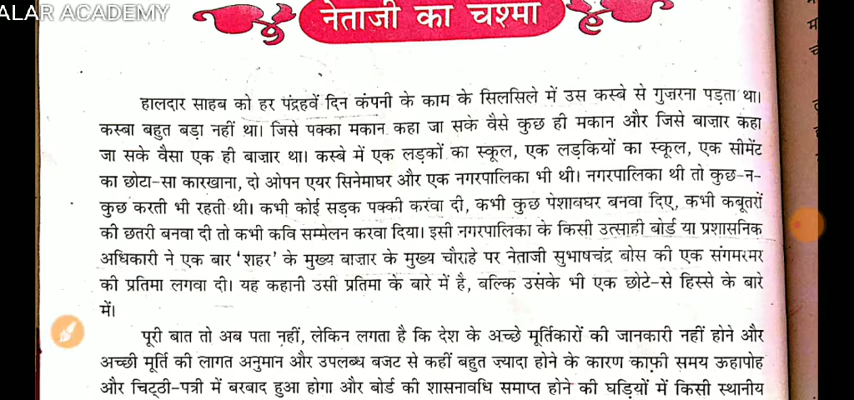 ALAR ACADEMY
नेताजी का चश्मा
हालदार साहब को हर पंद्रहवें दिन कंपनी के काम के सिलसिले में उस कस्बे से गुज़रना पड़ता था।
कस्बा बहुत बड़ा नहीं था। जिसे पक्का मकान कहा जा सके वैसे कुछ ही मकान और जिसे बाज़ार कहा
जा सके वैसा एक ही बाज़ार था। कस्बे में एक लड़कों का स्कूल, एक लड़कियों का स्कूल, एक सीमेंट
का छोटा-सा कारखाना, दो ओपन एयर सिनेमाघर और एक नगरपालिका भी थी। नगरपालिका थी तो कुछ-न-
कुछ करती भी रहती थी। कभी कोई सड़क पक्की करवा दी, कभी कुछ पेशाबघर बनवा दिए, कभी कबूतरों
की छतरी बनवा दी तो कभी कवि सम्मेलन करवा दिया। इसी नगरपालिका के किसी उत्साही बोर्ड या प्रशासनिक
अधिकारी ने एक बार 'शहर' के मुख्य बाज़ार के मुख्य चौराहे पर नेताजी सुभाषचंद्र बोस की एक संगमरमर
की प्रतिमा लगवा दी। यह कहानी उसी प्रतिमा के बारे में है, बल्कि उसके भी एक छोटे-से हिस्से के बारे
में।
पूरी बात तो अब पता नहीं, लेकिन लगता है कि देश के अच्छे मूर्तिकारों की जानकारी नहीं होने और
अच्छी मूर्ति की लागत अनुमान और उपलब्ध बजट से कहीं बहुत ज़्यादा होने के कारण काफ़ी समय ऊहापोह
और चिट्ठी-पत्री में बरबाद हुआ होगा और बोर्ड की शासनावधि समाप्त होने की घड़ियों में किसी स्थानीय